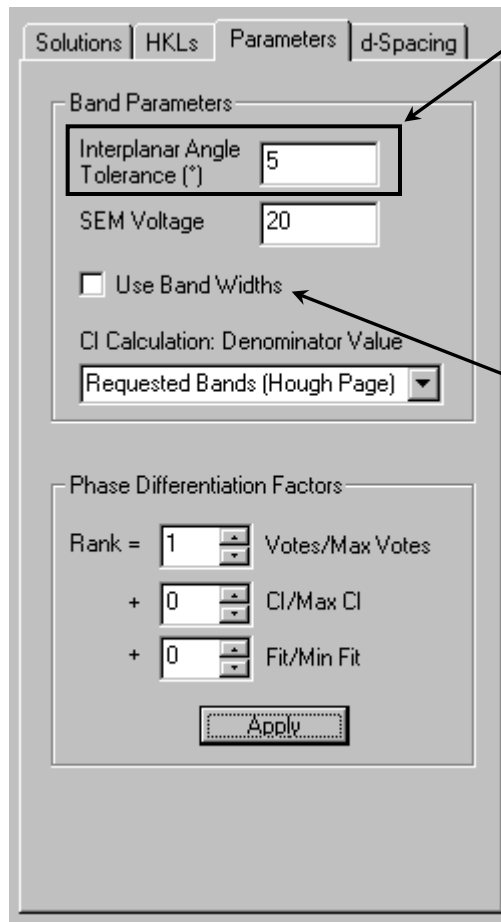 Solutions HKLs Parameters d-Spacing
Band Parameters
Interplanar Angle
Tolerance (°) 5
SEM Voltage 20
Use Band Widths
CI Calculation: Denominator Value
Requested Bands (Hough Page)
Phase Differentiation Factors
Rank = 1 Votes/Max Votes
+ 0 CI/Max CI
+ 0 Fit/Min Fit
Apply